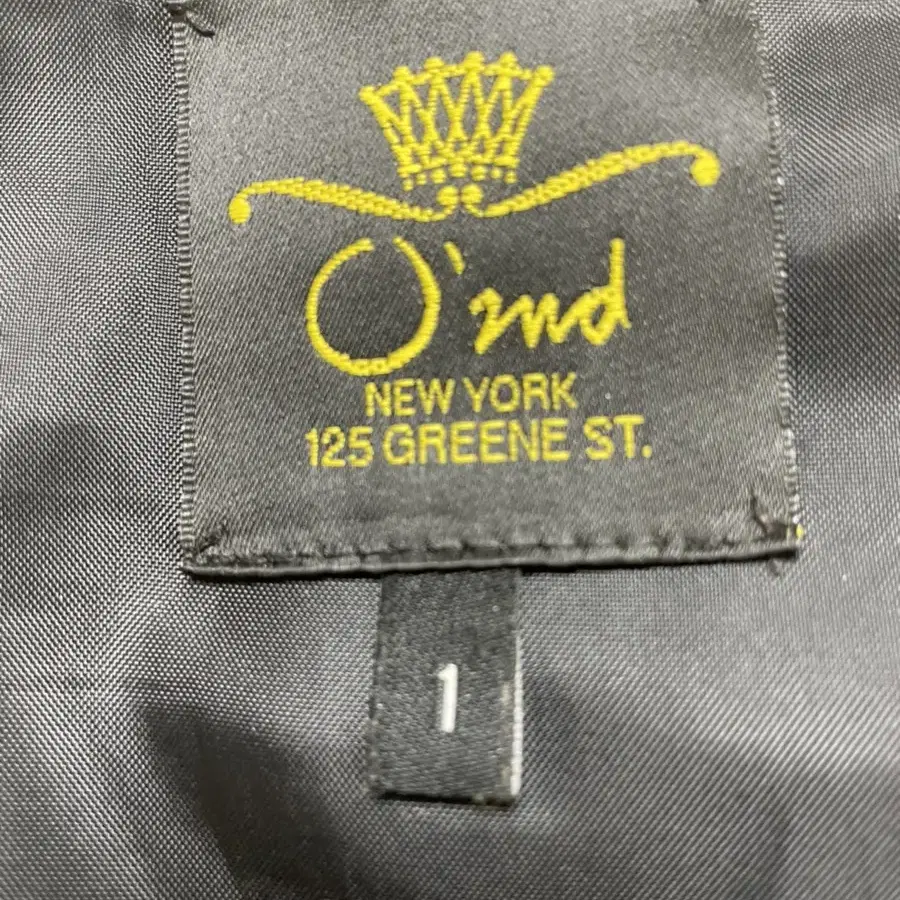 O'2nd
NEW YORK
125 GREENE ST.
1